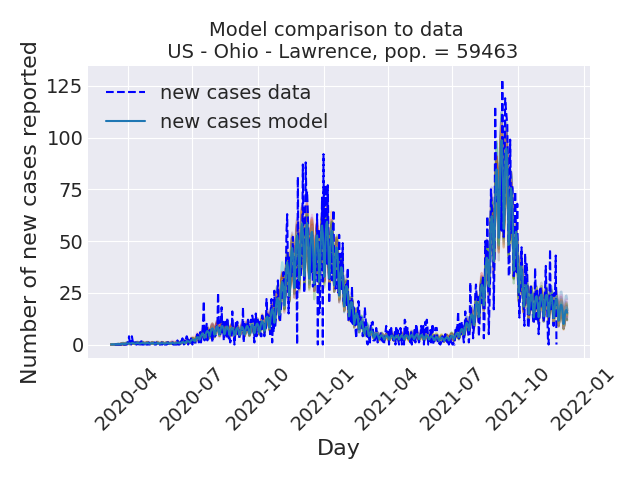 Model comparison to data
US - Ohio - Lawrence, pop. = 59463
Number of new cases reported
125
100
75
50
25
0
new cases data
new cases model
2020-04
2020-07
2020-10
2021-01
2021-04
2021-07
2021-10
2022-01
Day